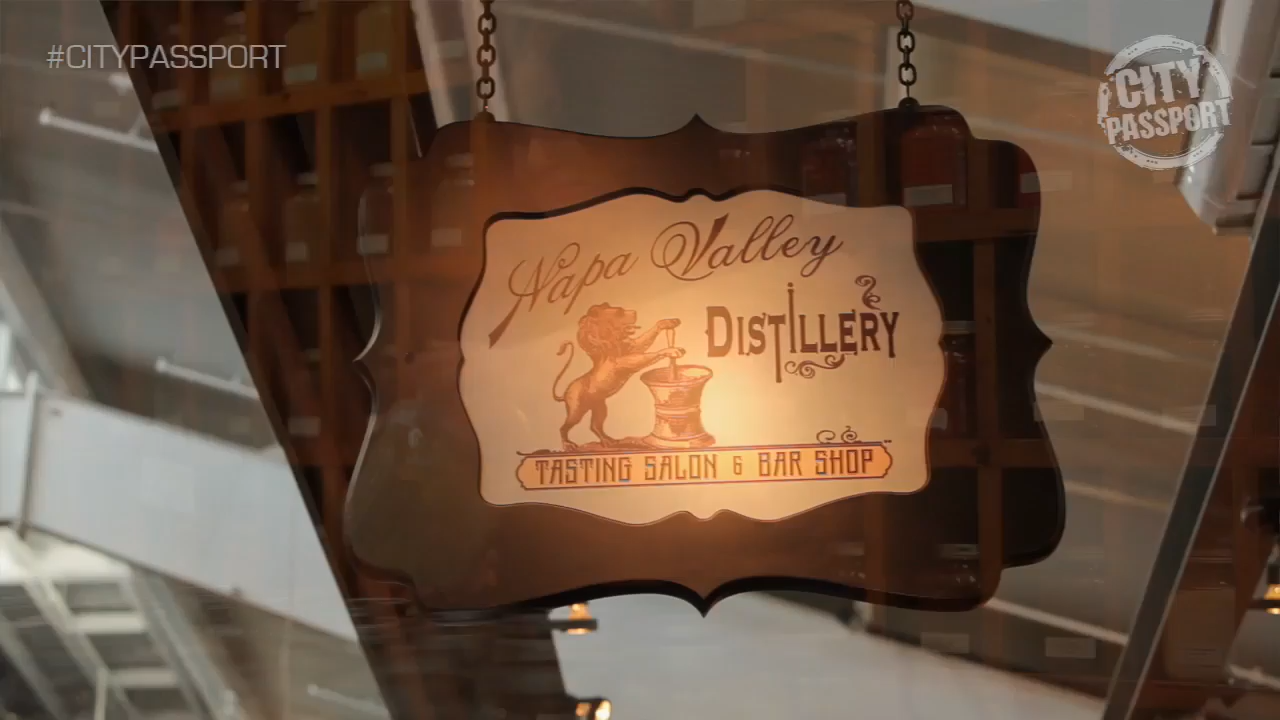 #CITYPASSPORT
CITY
PASSPORT
Napa Valley
DISTILLERY
TASTING SALON & BAR SHOP